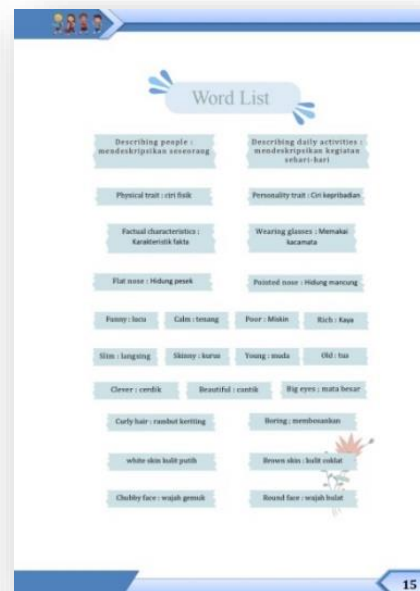 Word List
Describing people :
mendeskripsikan seseorang
Describing daily activities :
mendeskripsikan kegiatan
sehari-hari
Physical trait : ciri fisik
Personality trait : Ciri kepribadian
Factual characteristics :
Karakteristik fakta
Wearing glasses : Memakai
kacamata
Flat nose : Hidung pesek
Pointed nose : Hidung mancung
Funny : lucu
Calm : tenang
Poor : Miskin
Rich : Kaya
Slim : langsing
Skinny : kurus
Young : muda
Old : tua
Clever : cerdik
Beautiful : cantik
Big eyes : mata besar
Curly hair : rambut keriting
Boring : membosankan
white skin kulit putih
Brown skin : kulit coklat
Chubby face : wajah gemuk
Round face : wajah bulat
15